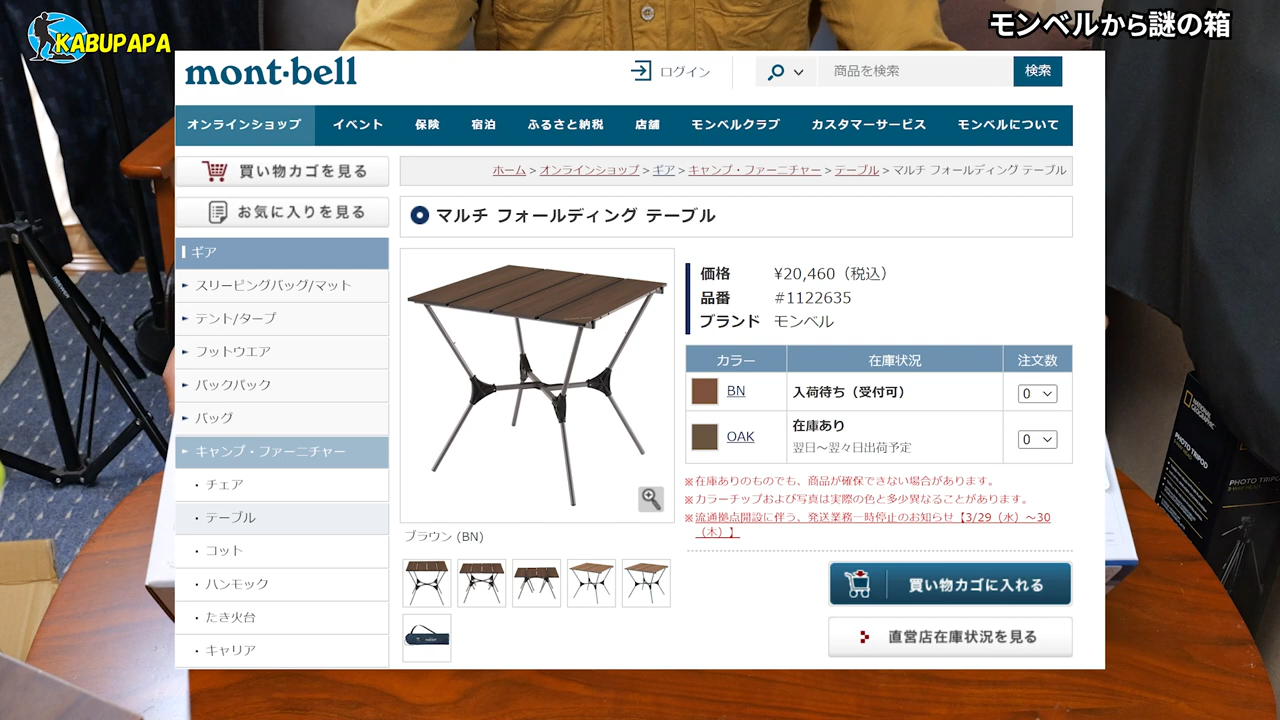 KABUPAPA
モンベルから謎の箱
mont-bell
ログイン
商品を検索
検索
オンラインショップ イベント 保険 宿泊 ふるさと納税 店舗 モンベルクラブ カスタマーサービス モンベルについて
買い物カゴを見る
お気に入りを見る
ホーム > オンラインショップ > ギア > キャンプ・ファーニチャー > テーブル > マルチ フォールディング テーブル
マルチ フォールディング テーブル
ギア
スリーピングバッグ/マット
テント/タープ
フットウエア
バックパック
バッグ
キャンプ・ファーニチャー
・チェア
・テーブル
・コット
・ハンモック
・たき火台
・キャリア
ブラウン (BN)
価格 ¥20,460（税込）
品番 #1122635
ブランド モンベル
カラー 在庫状況 注文数
BN 入荷待ち（受付可） 0
OAK 在庫あり 0
翌日～翌々日出荷予定
※在庫ありのものでも、商品が確保できない場合があります。
※カラーチップおよび写真は実際の色と多少異なることがあります。
※流通拠点開設に伴う、発送業務一時停止のお知らせ【3/29（水）～30
（木）】
買い物カゴに入れる
直営店在庫状況を見る
NATIONAL
GEOGRAPHIC
PHOTO TRIPOD
PHOTO TRIPO